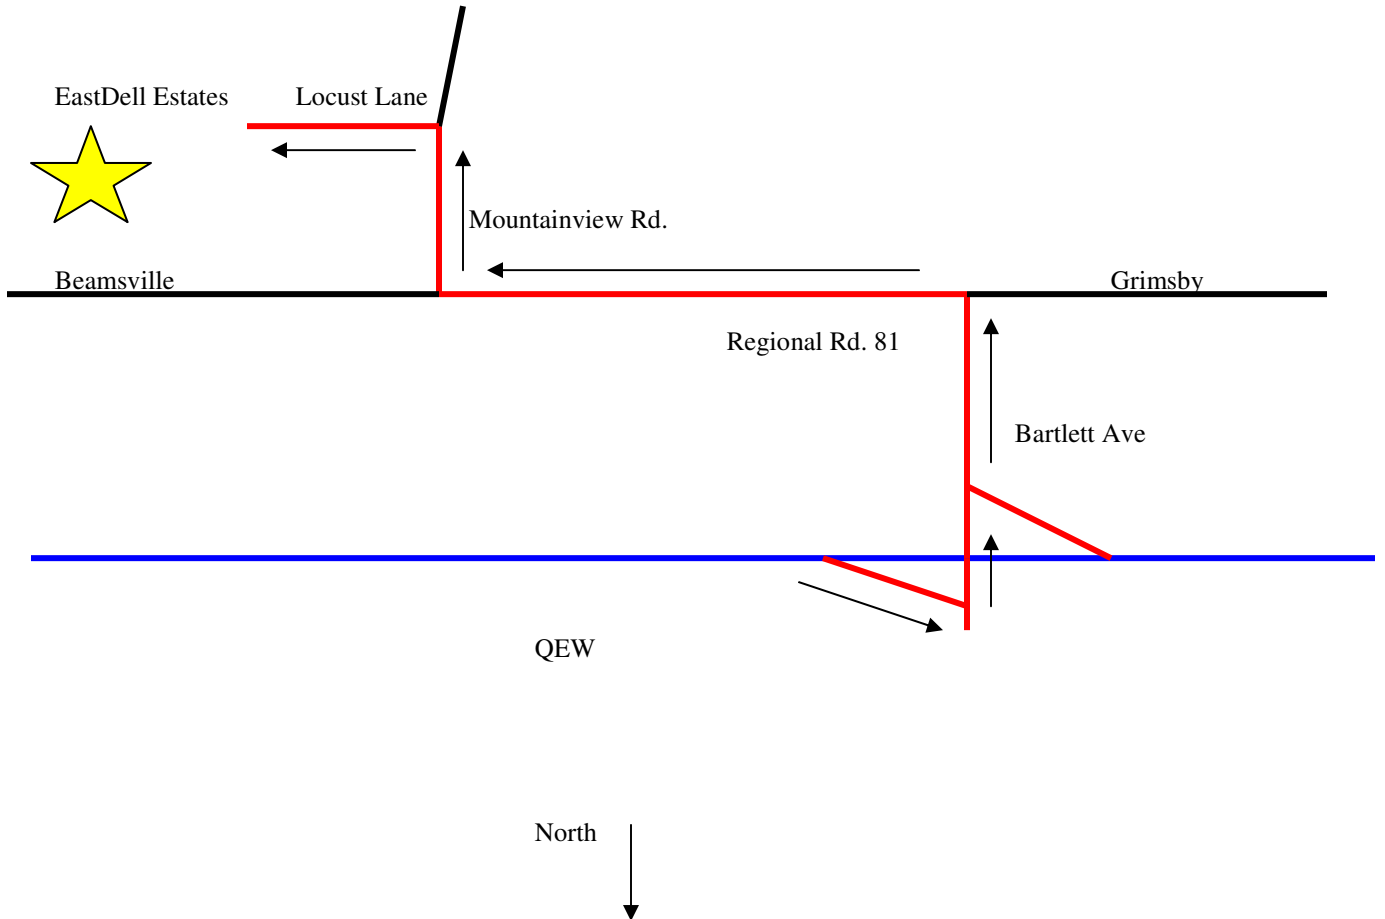 EastDell Estates
Locust Lane
Mountainview Rd.
Beamsville
Grimsby
Regional Rd. 81
Bartlett Ave
QEW
North